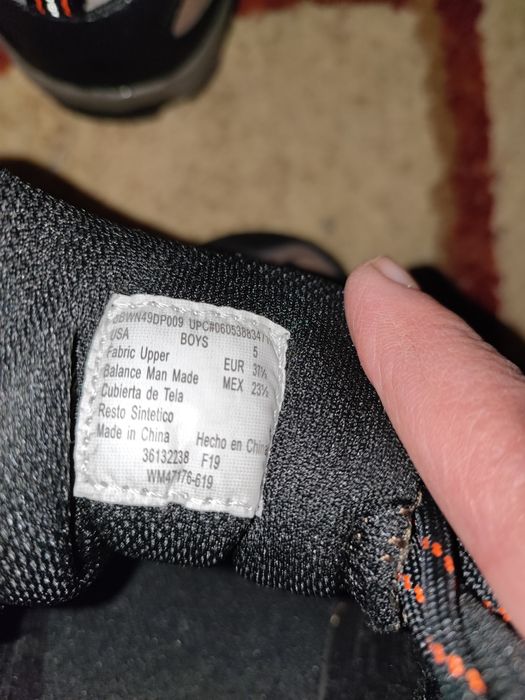 UPC#
USA BOYS 5
Fabric Upper EUR 37½
Balance Man Made MEX 23½
Cubierta de Tela
Resto Sintetico
Made in China Hecho en China
36132238 F19
WM47176-619